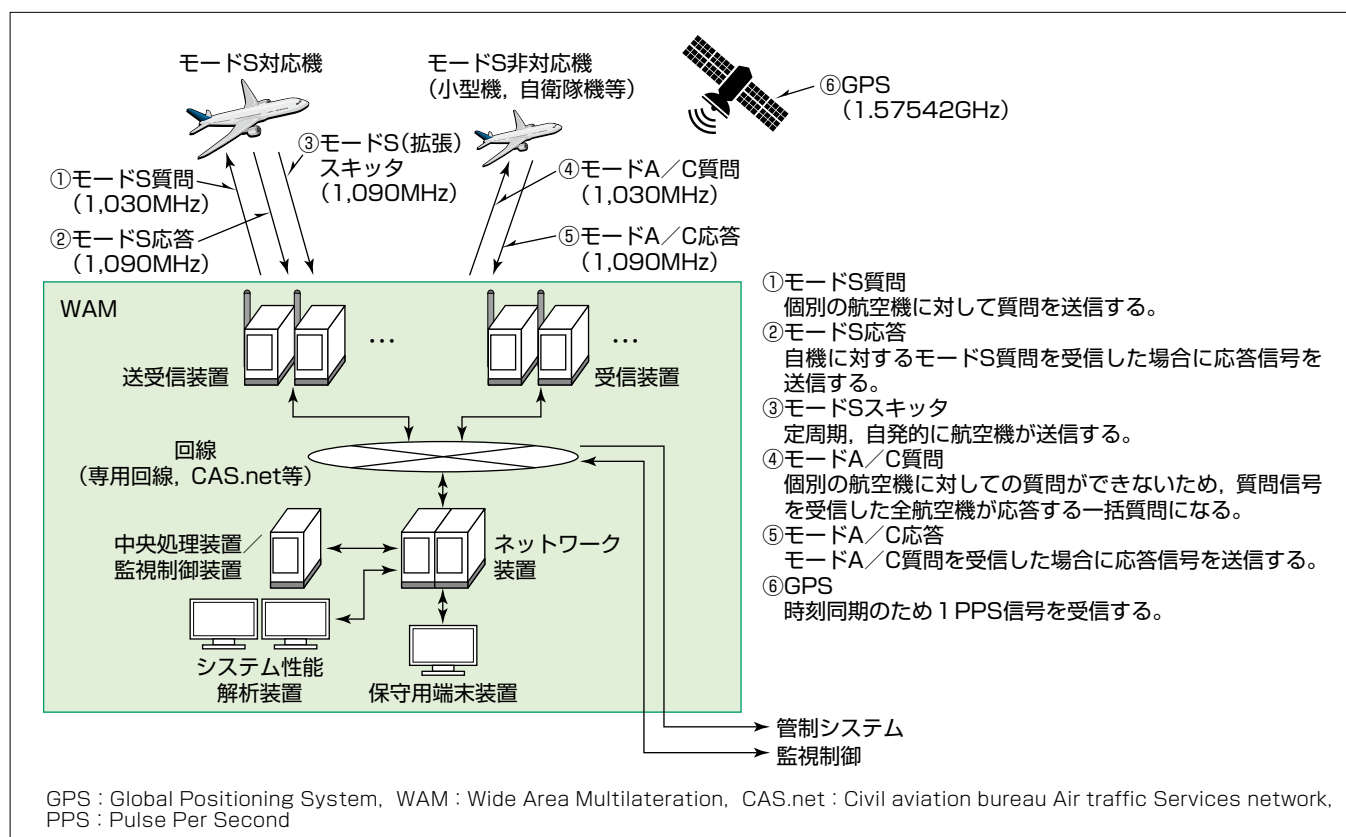 モードS対応機
モードS非対応機
(小型機, 自衛隊機等)
⑥GPS
(1.57542GHz)
③モードS(拡張)
スキッタ
(1,090MHz)
①モードS質問
(1,030MHz)
②モードS応答
(1,090MHz)
④モードA/C質問
(1,030MHz)
⑤モードA/C応答
(1,090MHz)
WAM
…
…
送受信装置
受信装置
回線
(専用回線, CAS.net等)
中央処理装置/
監視制御装置
ネットワーク
装置
システム性能
解析装置
保守用端末装置
管制システム
監視制御
①モードS質問
個別の航空機に対して質問を送信する。
②モードS応答
自機に対するモードS質問を受信した場合に応答信号を
送信する。
③モードSスキッタ
定周期, 自発的に航空機が送信する。
④モードA/C質問
個別の航空機に対しての質問ができないため, 質問信号
を受信した全航空機が応答する一括質問になる。
⑤モードA/C応答
モードA/C質問を受信した場合に応答信号を送信する。
⑥GPS
時刻同期のため1PPS信号を受信する。
GPS:Global Positioning System, WAM:Wide Area Multilateration, CAS.net:Civil aviation bureau Air traffic Services network,
PPS:Pulse Per Second